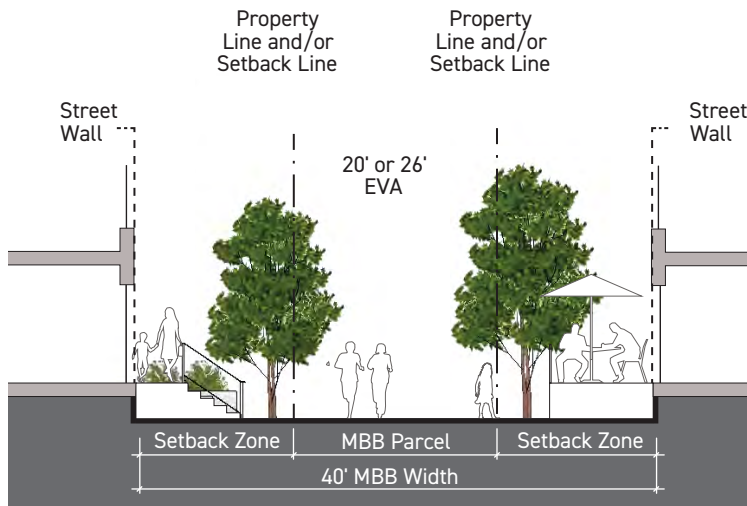 Property
Line and/or
Setback Line
Property
Line and/or
Setback Line
Street
Wall
Street
Wall
20' or 26'
EVA
Setback Zone
MBB Parcel
Setback Zone
40' MBB Width